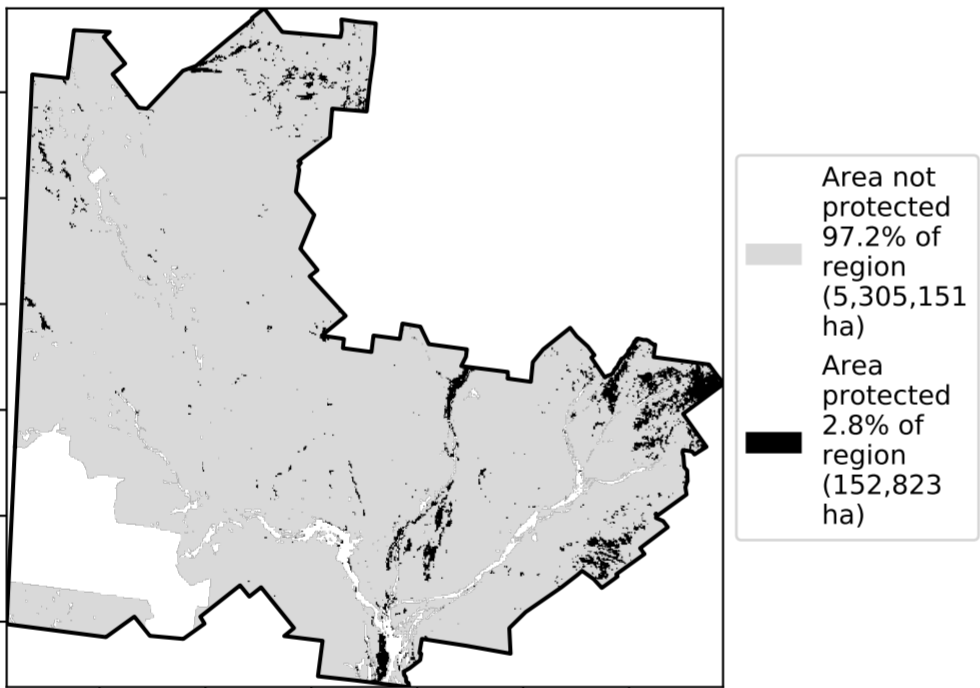 Area not
protected
97.2% of
region
(5,305,151
ha)
Area
protected
2.8% of
region
(152,823
ha)